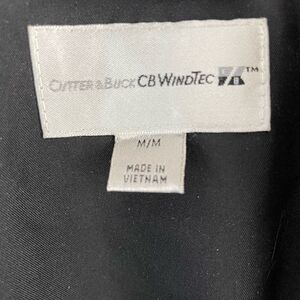 CUTTER & BUCK CB WINDTEC ™
M/M
MADE IN
VIETNAM